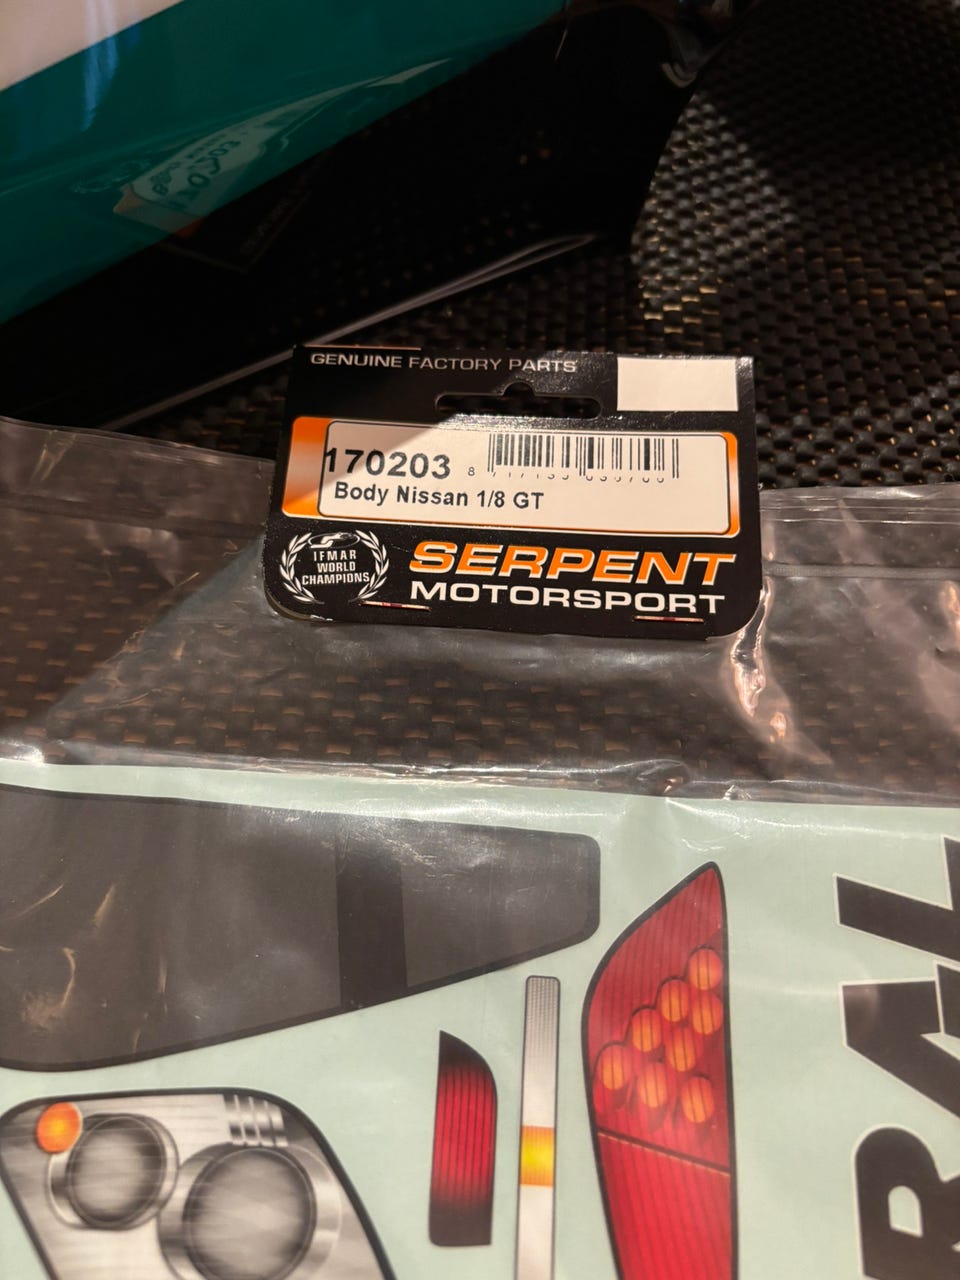 GENUINE FACTORY PARTS
170203
Body Nissan 1/8 GT
IFMAR
WORLD
CHAMPIONS
SERPENT
MOTORSPORT